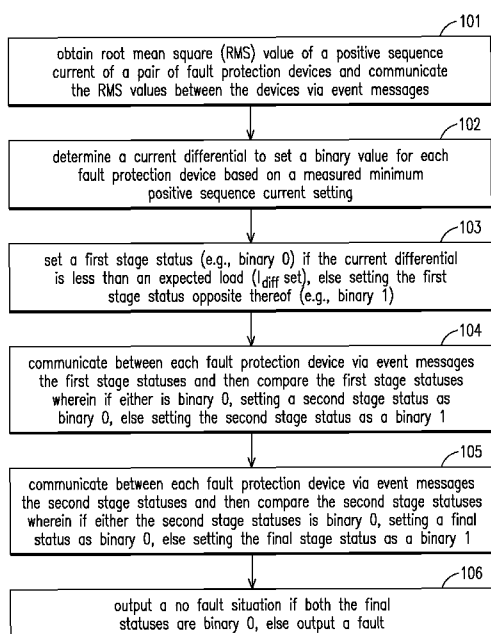 101
obtain root mean square (RMS) value of a positive sequence
current of a pair of fault protection devices and communicate
the RMS values between the devices via event messages
102
determine a current differential to set a binary value for each
fault protection device based on a measured minimum
positive sequence current setting
103
set a first stage status (e.g., binary 0) if the current differential
is less than an expected load (Idiff set), else setting the first
stage status opposite thereof (e.g., binary 1)
104
communicate between each fault protection device via event messages
the first stage statuses and then compare the first stage statuses
wherein if either is binary 0, setting a second stage status as
binary 0, else setting the second status as a binary 1
105
communicate between each fault protection device via event messages
the second stage statuses and then compare the second stage statuses
wherein if either the second stage statuses is binary 0, setting a final
status as binary 0, else setting the final stage status as a binary 1
106
output a no fault situation if both the final
statuses are binary 0, else output a fault